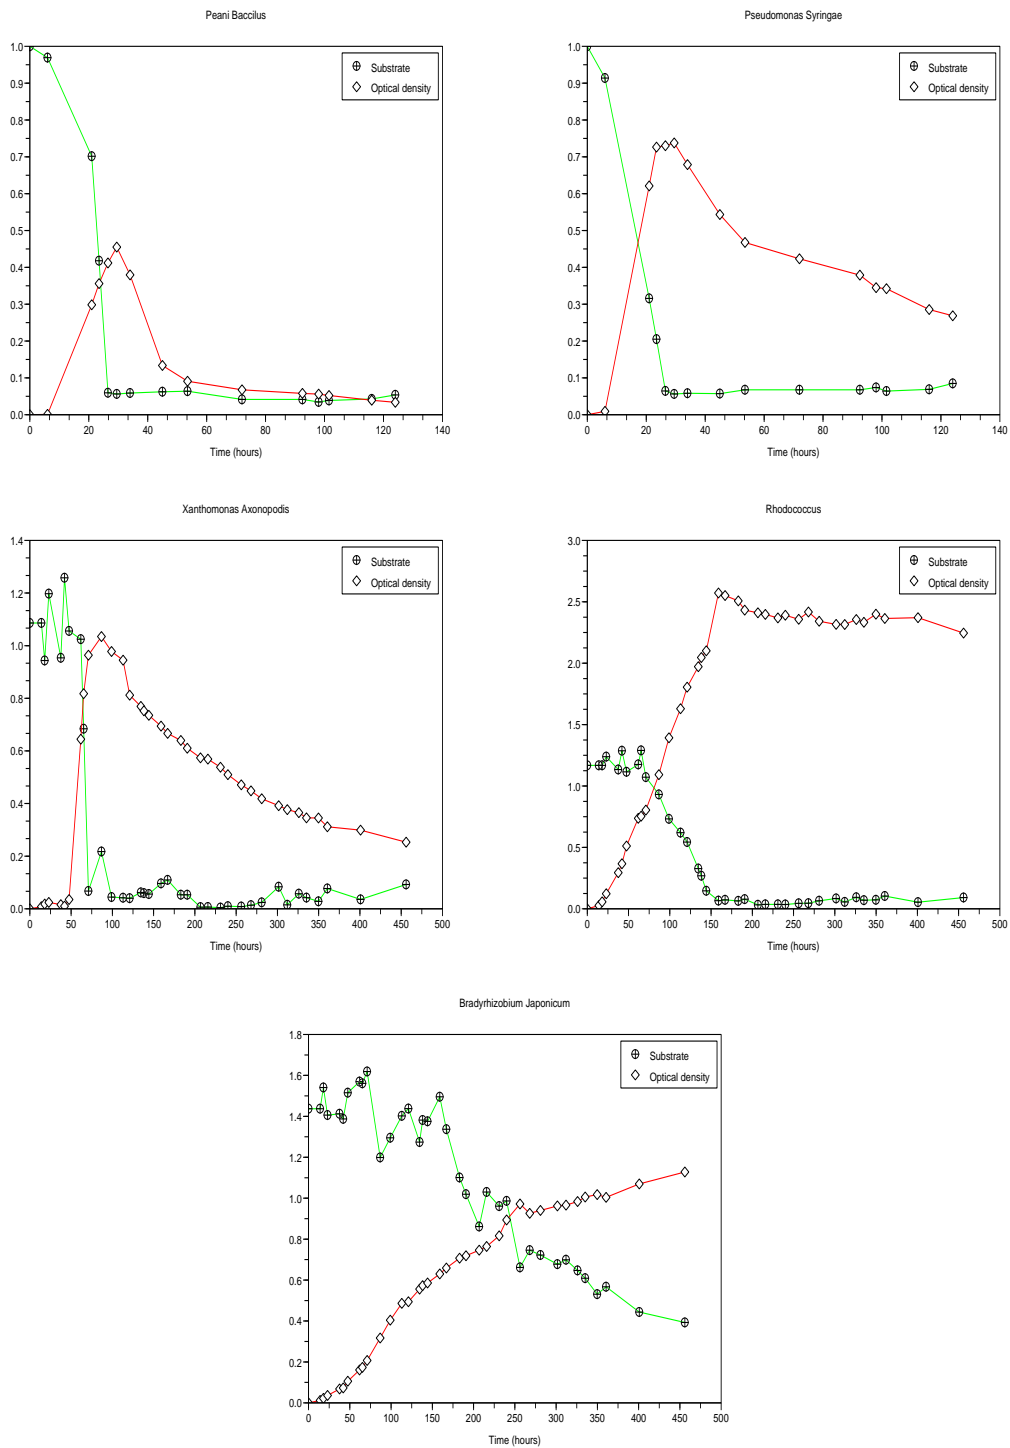 Peani Baccilus
1.0
0.9
0.8
0.7
0.6
0.5
0.4
0.3
0.2
0.1
0.0
0 20 40 60 80 100 120 140
Time (hours)
Substrate
Optical density
Pseudomonas Syringae
1.0
0.9
0.8
0.7
0.6
0.5
0.4
0.3
0.2
0.1
0.0
0 20 40 60 80 100 120 140
Time (hours)
Substrate
Optical density
Xanthomonas Axonopodis
1.4
1.2
1.0
0.8
0.6
0.4
0.2
0.0
0 50 100 150 200 250 300 350 400 450 500
Time (hours)
Substrate
Optical density
Rhodococcus
3.0
2.5
2.0
1.5
1.0
0.5
0.0
0 50 100 150 200 250 300 350 400 450 500
Time (hours)
Substrate
Optical density
Bradyrhizobium Japonicum
1.8
1.6
1.4
1.2
1.0
0.8
0.6
0.4
0.2
0.0
0 50 100 150 200 250 300 350 400 450 500
Time (hours)
Substrate
Optical density